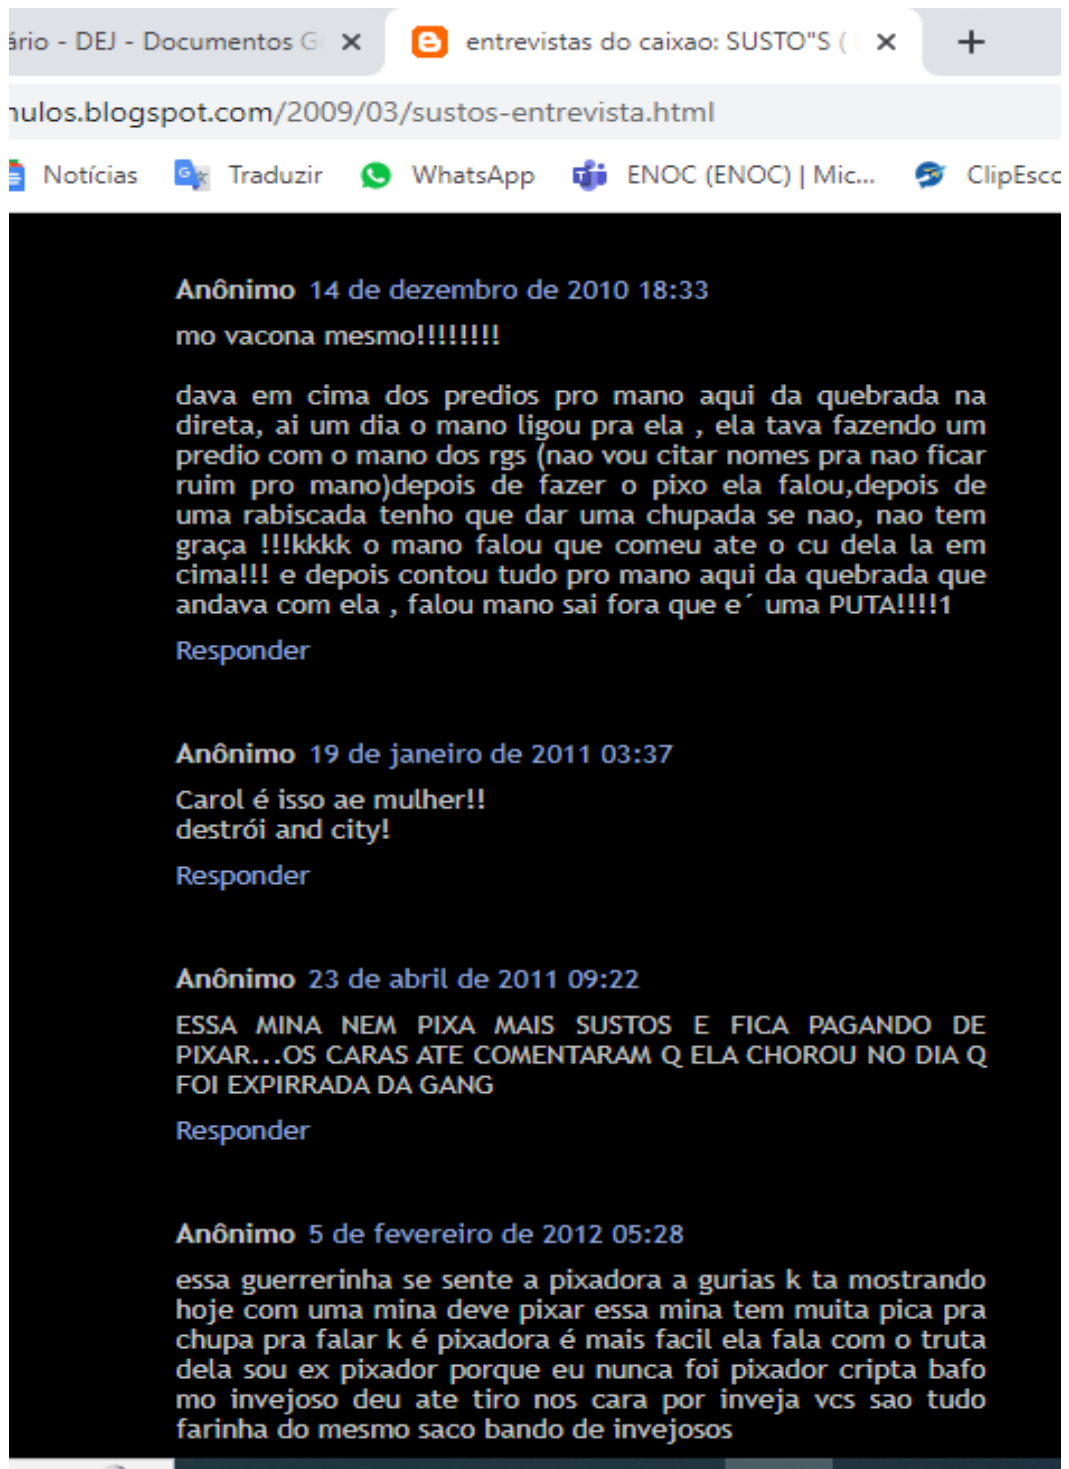 ário - DEJ - Documentos G
entrevistas do caixao: SUSTO"S (
nulos.blogspot.com/2009/03/sustos-entrevista.html
Notícias Traduzir WhatsApp ENOC (ENOC) | Mic... ClipEsco
Anônimo 14 de dezembro de 2010 18:33
mo vacona mesmo!!!!!!!!
dava em cima dos predios pro mano aqui da quebrada na
direta, ai um dia o mano ligou pra ela , ela tava fazendo um
predio com o mano dos rgs (nao vou citar nomes pra nao ficar
ruim pro mano)depois de fazer o pixo ela falou,depois de
uma rabiscada tenho que dar uma chupada se nao, nao tem
graça !!!kkkk o mano falou que comeu ate o cu dela la em
cima!!! e depois contou tudo pro mano aqui da quebrada que
andava com ela , falou mano sai fora que e´ uma PUTA!!!!1
Responder
Anônimo 19 de janeiro de 2011 03:37
Carol é isso ae mulher!!
destrói and city!
Responder
Anônimo 23 de abril de 2011 09:22
ESSA MINA NEM PIXA MAIS SUSTOS E FICA PAGANDO DE
PIXAR...OS CARAS ATE COMENTARAM Q ELA CHOROU NO DIA Q
FOI EXPIRRADA DA GANG
Responder
Anônimo 5 de fevereiro de 2012 05:28
essa guerrerinha se sente a pixadora a gurias k ta mostrando
hoje com uma mina deve pixar essa mina tem muita pica pra
chupa pra falar k é pixadora é mais facil ela fala com o truta
dela sou ex pixador porque eu nunca foi pixador cripta bafo
mo invejoso deu ate tiro nos cara por inveja vcs sao tudo
farinha do mesmo saco bando de invejosos